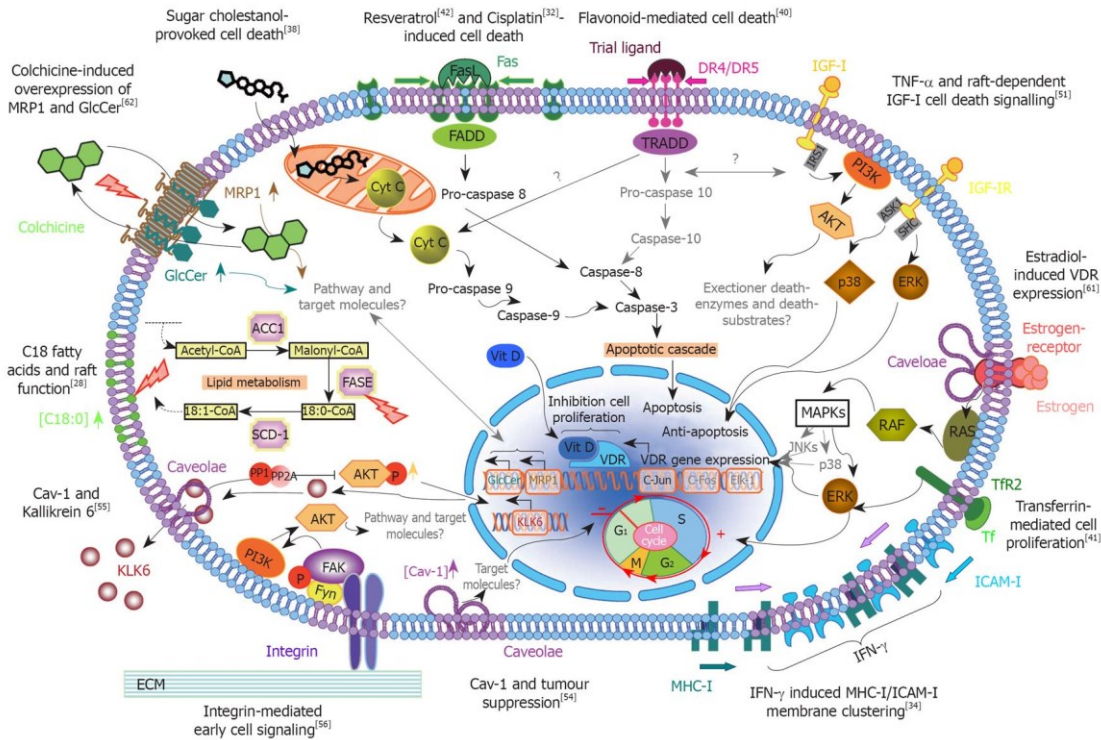 Sugar cholestanol-
provoked cell death[38]
Resveratrol[42] and Cisplatin[32]-
induced cell death
Flavonoid-mediated cell death[40]
Trial ligand
FasL
Fas
DR4/DR5
IGF-I
TNF-α and raft-dependent
IGF-I cell death signalling[51]
Colchicine-induced
overexpression of
MRP1 and GlcCer[62]
FADD
TRADD
IRS1
PI3K
IGF-IR
ASK1
SHC
AKT
p38
ERK
?
?
Cyt C
Cyt C
Pro-caspase 8
Pro-caspase 10
Caspase-10
Caspase-8
Pro-caspase 9
Caspase-9
Caspase-3
Apoptotic cascade
Exectioner death-
enzymes and death-
substrates?
MRP1
Colchicine
GlcCer
Pathway and
target molecules?
Estradiol-
induced VDR
expression[61]
Estrogen-
receptor
Estrogen
Caveloae
C18 fatty
acids and raft
function[28]
[C18:0]
ACC1
Acetyl-CoA
Malonyl-CoA
Lipid metabolism
FASE
18:1-CoA
18:0-CoA
SCD-1
Vit D
Inhibition cell
proliferation
Vit D
VDR
Apoptosis
Anti-apoptosis
VDR gene expression
GlcCer
MRP1
C-Jun
C-Fos
Elk-1
KLK6
G1
S
G2
M
Cell
cycle
−
+
MAPKs
JNKs
p38
RAF
RAS
ERK
TfR2
Tf
Transferrin-
mediated cell
proliferation[41]
Caveolae
PP1
PP2A
AKT
P
Cav-1 and
Kallikrein 6[55]
KLK6
AKT
Pathway and target
molecules?
PI3K
P
FAK
Fyn
[Cav-1]
Target
molecules?
Integrin
Caveolae
ECM
Integrin-mediated
early cell signaling[56]
Cav-1 and tumour
suppression[54]
MHC-I
ICAM-I
IFN-γ
IFN-γ induced MHC-I/ICAM-I
membrane clustering[34]